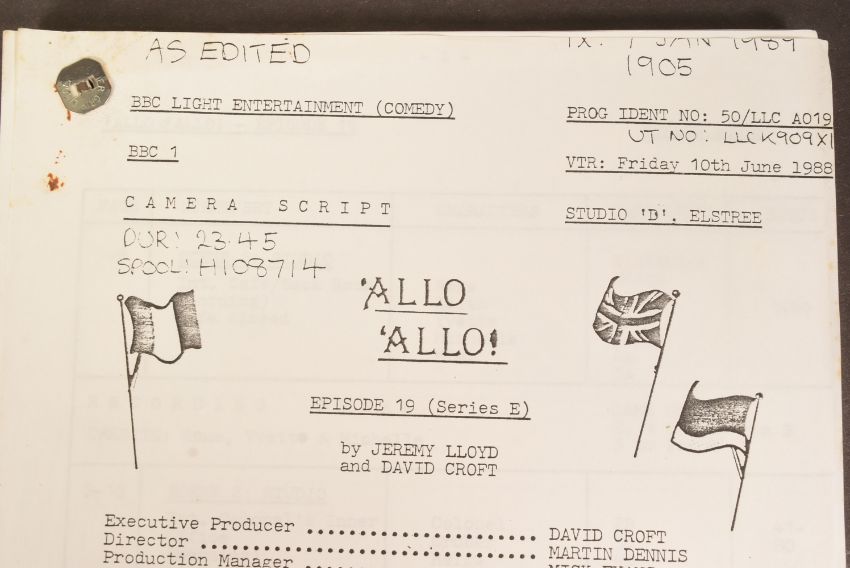 AS EDITED
TX: 7 JAN 1989
1905
BBC LIGHT ENTERTAINMENT (COMEDY)
PROG IDENT NO: 50/LLC A019
UT NO: LLCK909X1
BBC 1
VTR: Friday 10th June 1988
CAMERA SCRIPT
STUDIO 'D'. ELSTREE
DUR: 23.45
SPOOL: H108714
'ALLO
'ALLO!
EPISODE 19 (Series E)
by JEREMY LLOYD
and DAVID CROFT
Executive Producer ........................ DAVID CROFT
Director ................................... MARTIN DENNIS
Production Manager ........................ MICK